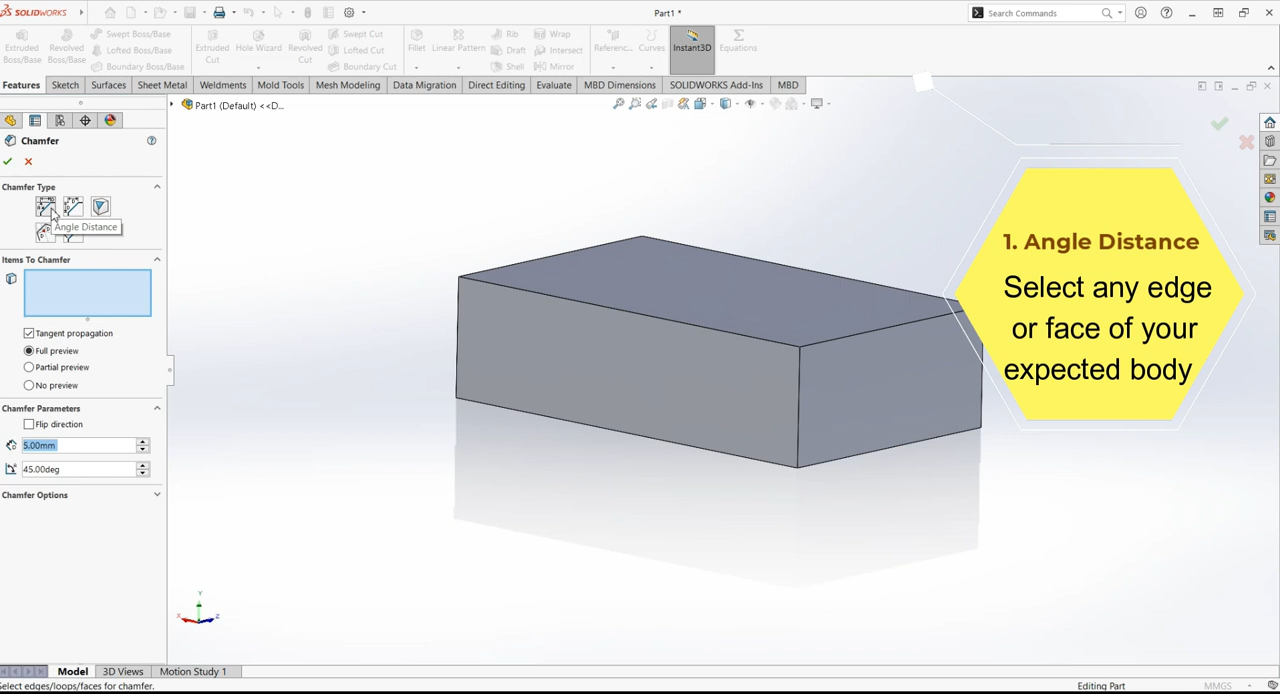 SOLIDWORKS
Part1 *
Search Commands
Extruded Boss/Base
Revolved Boss/Base
Swept Boss/Base
Lofted Boss/Base
Boundary Boss/Base
Extruded Cut
Hole Wizard
Revolved Cut
Swept Cut
Lofted Cut
Boundary Cut
Fillet
Linear Pattern
Rib
Draft
Shell
Wrap
Intersect
Mirror
Referenc...
Curves
Instant3D
Equations
Features
Sketch
Surfaces
Sheet Metal
Weldments
Mold Tools
Mesh Modeling
Data Migration
Direct Editing
Evaluate
MBD Dimensions
SOLIDWORKS Add-Ins
MBD
Part1 (Default) <<D...
Chamfer
Chamfer Type
Angle Distance
Items To Chamfer
Tangent propagation
Full preview
Partial preview
No preview
Chamfer Parameters
Flip direction
5.00mm
45.00deg
Chamfer Options
1. Angle Distance
Select any edge
or face of your
expected body
Y
X
Z
Model
3D Views
Motion Study 1
Select edges/loops/faces for chamfer.
Editing Part
MMGS